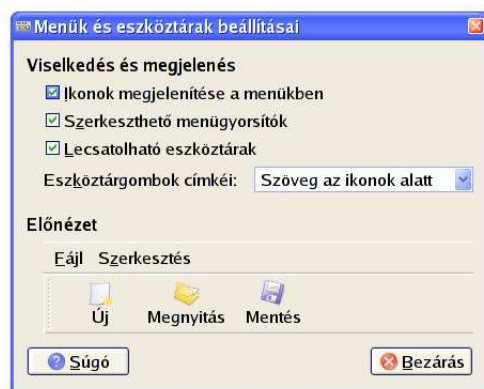 Menük és eszköztárak beállításai
Viselkedés és megjelenés
Ikonok megjelenítése a menükben
Szerkeszthető menügyorsítók
Lecsatolható eszköztárak
Eszköztárgombok címkéi: Szöveg az ikonok alatt
Előnézet
Fájl Szerkesztés
Új Megnyitás Mentés
Súgó Bezárás